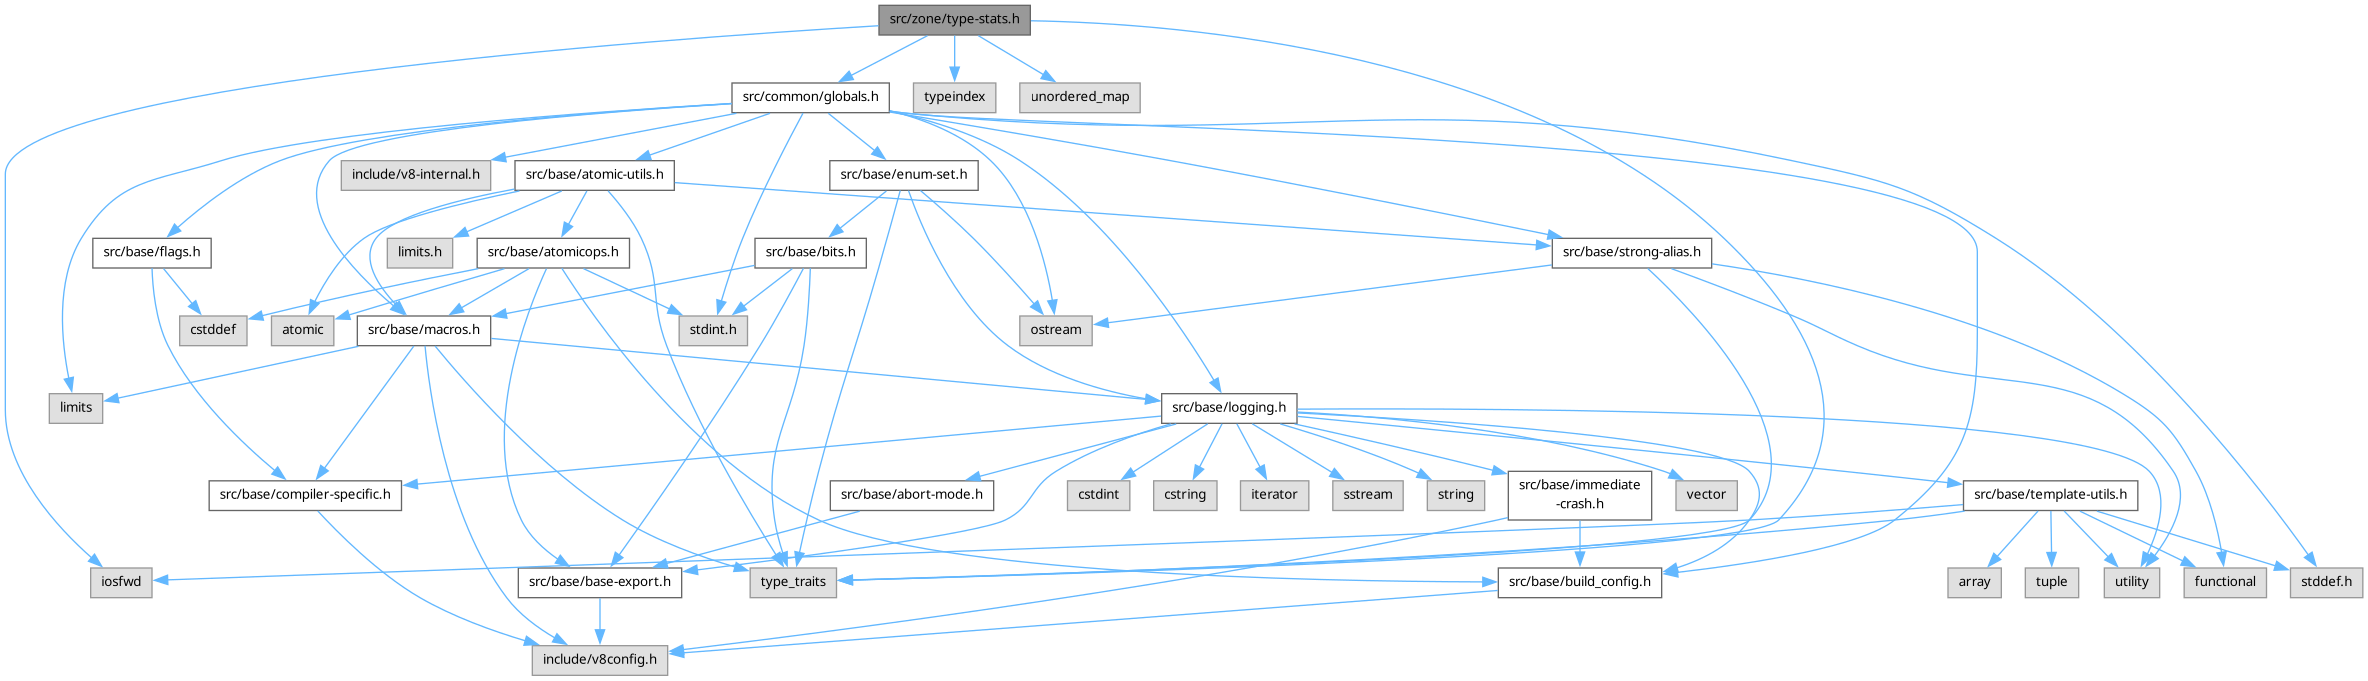 src/zone/type-stats.h
src/common/globals.h
typeindex
unordered_map
include/v8-internal.h
src/base/atomic-utils.h
src/base/enum-set.h
src/base/flags.h
limits.h
src/base/atomicops.h
src/base/bits.h
src/base/strong-alias.h
cstddef
atomic
src/base/macros.h
stdint.h
ostream
limits
src/base/logging.h
src/base/compiler-specific.h
src/base/abort-mode.h
cstdint
cstring
iterator
sstream
string
src/base/immediate
-crash.h
vector
src/base/template-utils.h
iosfwd
src/base/base-export.h
type_traits
src/base/build_config.h
array
tuple
utility
functional
stddef.h
include/v8config.h